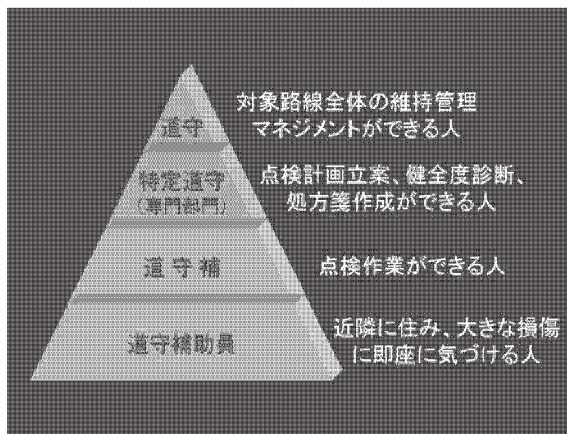 道守
対象路線全体の維持管理
マネジメントができる人
特定道守
(専門部門)
点検計画立案、健全度診断、
処方箋作成ができる人
道守補
点検作業ができる人
道守補助員
近隣に住み、大きな損傷
に即座に気づける人